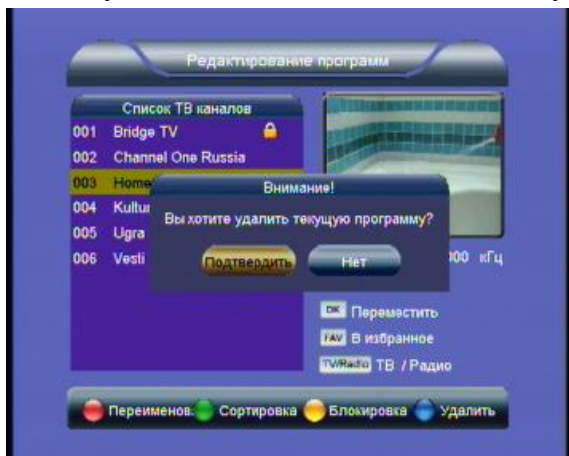 Редактирование программ
Список ТВ каналов
001 Bridge TV
002 Channel One Russia
003 Home
004 Kultur
005 Ugra
006 Vesti
Внимание!
Вы хотите удалить текущую программу?
Подтвердить Нет
000 кГц
OK Переместить
FAV В избранное
TV/Radio ТВ / Радио
Переименов. Сортировка Блокировка Удалить